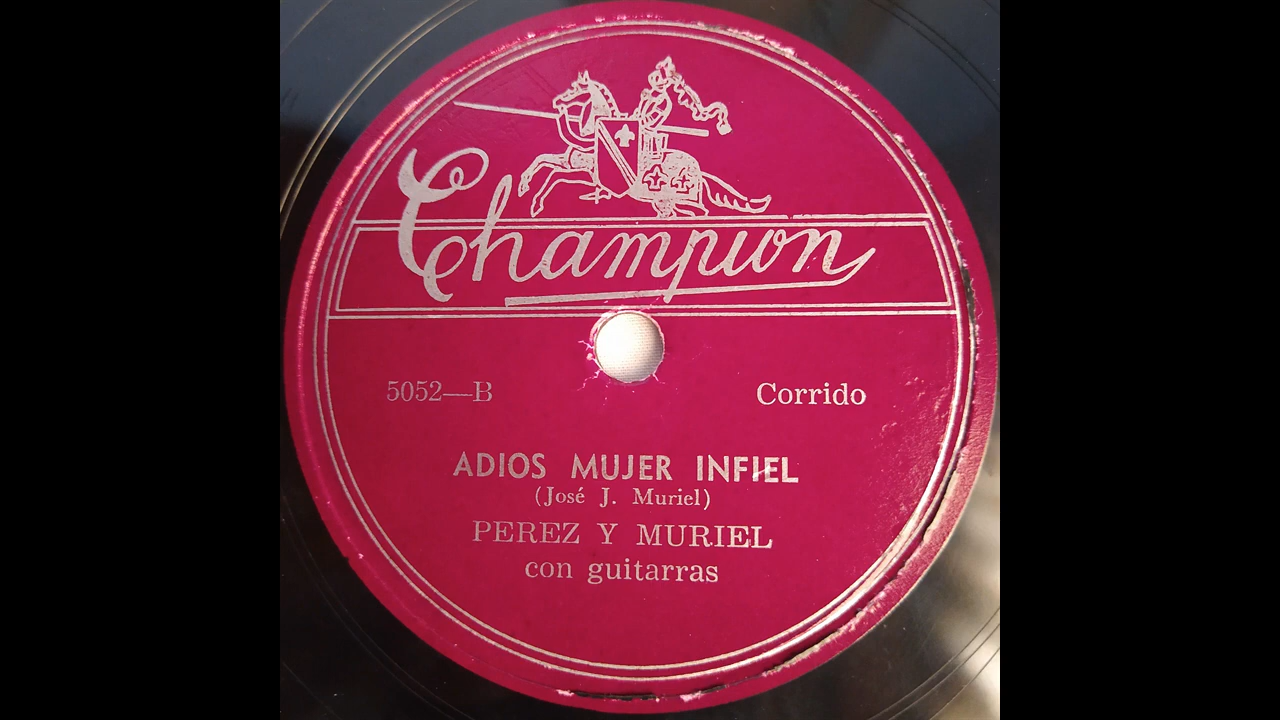 Champion
5052—B
Corrido
ADIOS MUJER INFIEL
(José J. Muriel)
PEREZ Y MURIEL
con guitarras